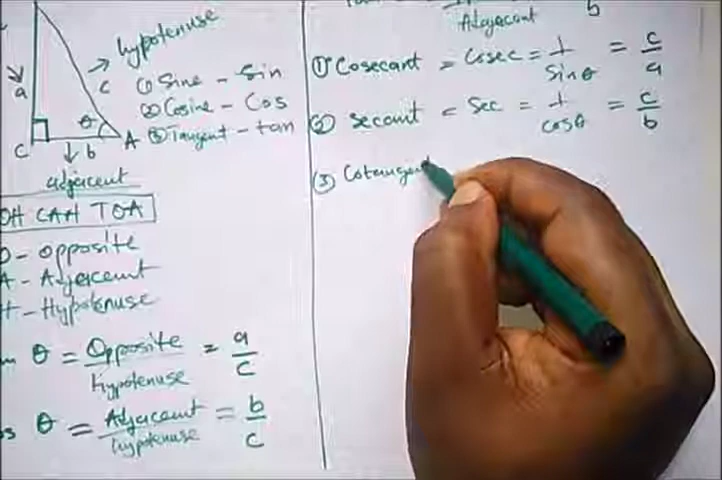 hypotenuse
a
c
① Sine - Sin
② Cosine - Cos
③ Tangent - tan
θ
C
b
A
adjacent
OH CAH TOA
O - opposite
A - Adjacent
H - Hypotenuse
θ = Opposite / hypotenuse = a / c
os θ = Adjacent / hypotenuse = b / c
Adjacent
b
① Cosecant = Cosec = 1 / Sinθ = c / a
② Secant = Sec = 1 / cosθ = c / b
③ Cotangent